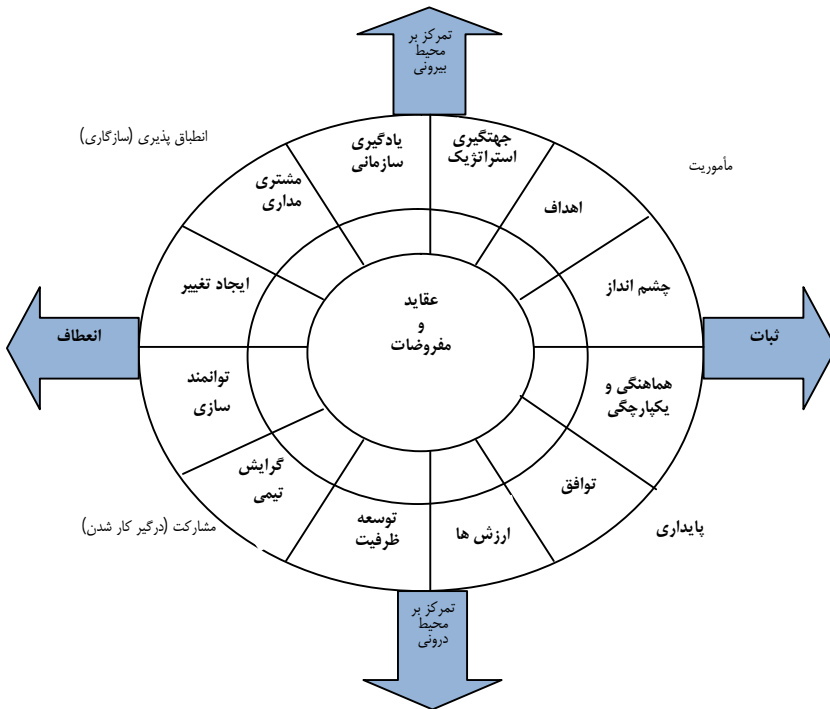 تمرکز بر
محیط
بیرونی
انطباق پذیری (سازگاری)
مأموریت
جهتگیری
استراتژیک
یادگیری
سازمانی
مشتری
مداری
اهداف
ایجاد تغییر
چشم انداز
عقاید
و
مفروضات
ثبات
انعطاف
هماهنگی و
یکپارچگی
توانمند
سازی
توافق
گرایش
تیمی
ارزش ها
توسعه
ظرفیت
پایداری
مشارکت (درگیر کار شدن)
تمرکز بر
محیط
درونی